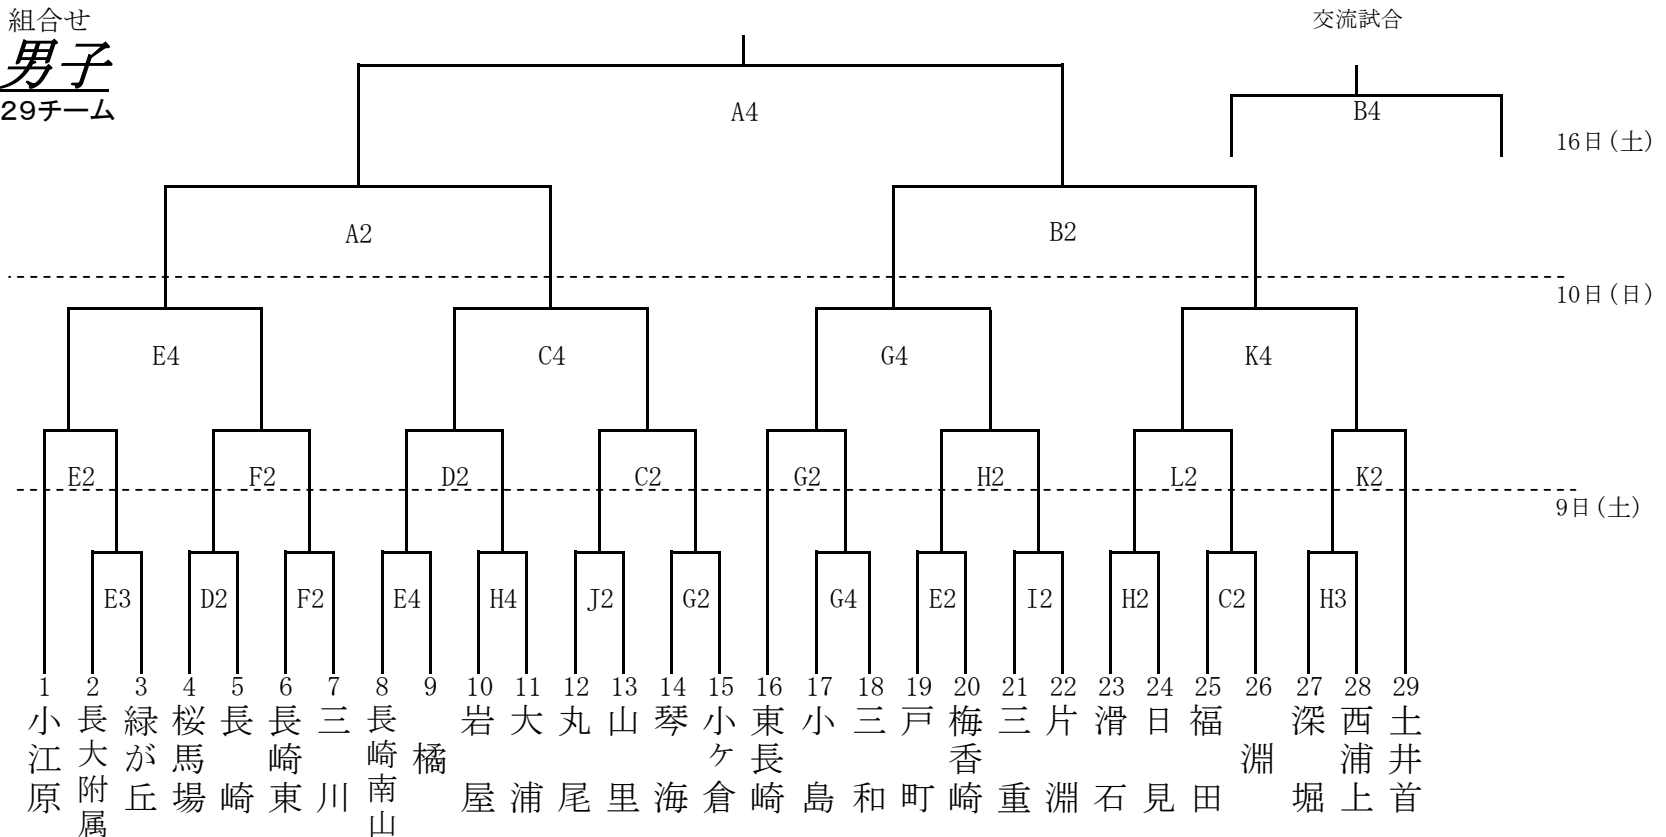 組合せ
交流試合
男子
29チーム
A4
B4
16日(土)
A2
B2
10日(日)
E4
C4
G4
K4
E2
F2
D2
C2
G2
H2
L2
K2
9日(土)
E3
D2
F2
E4
H4
J2
G2
G4
E2
I2
H2
C2
H3
1 小江原
2 長大附属
3 緑が丘
4 桜馬場
5 長崎
6 長崎東
7 三川
8 長崎南山
9 橘
10 岩屋
11 大浦
12 丸尾
13 山里
14 琴海
15 小ヶ倉
16 東長崎
17 小島
18 三和
19 戸町
20 梅香崎
21 三重
22 片淵
23 滑石
24 日見
25 福田
26 淵
27 深堀
28 西浦上
29 土井首